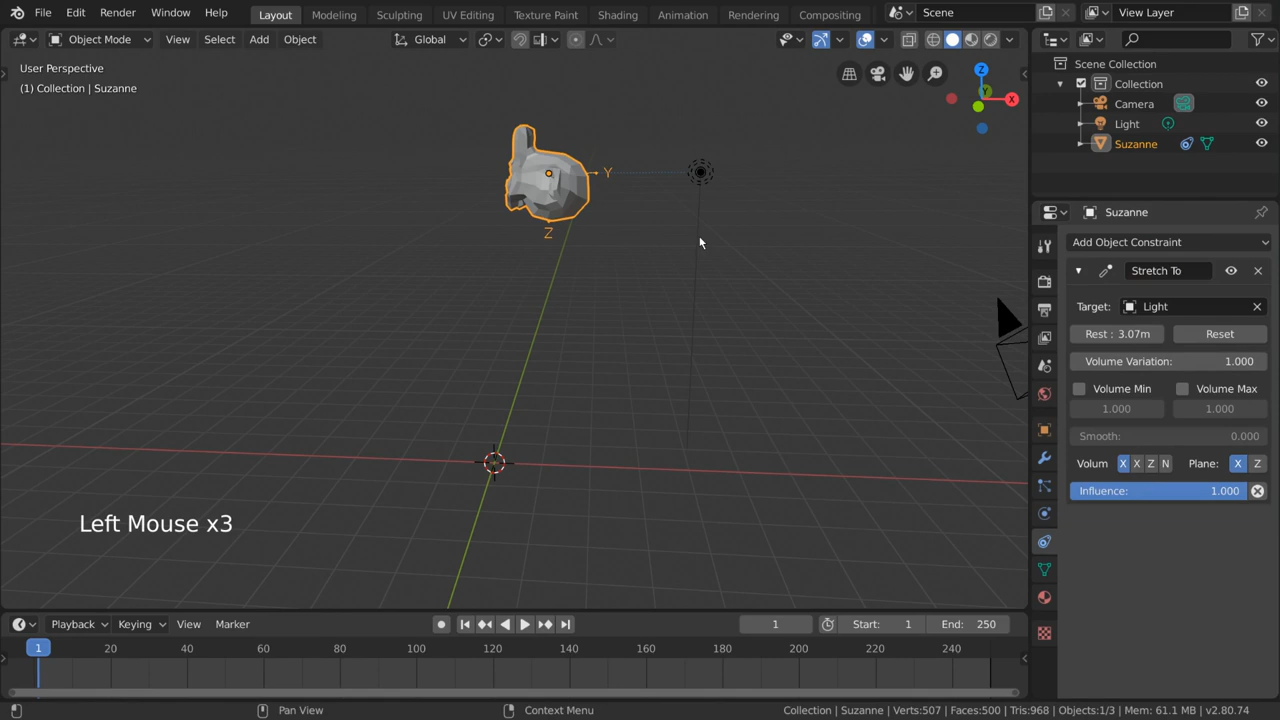 File Edit Render Window Help Layout Modeling Sculpting UV Editing Texture Paint Shading Animation Rendering Compositing Scene View Layer
Object Mode View Select Add Object Global
User Perspective
(1) Collection | Suzanne
Z
Y
X
Y
Z
Left Mouse x3
Scene Collection
Collection
Camera
Light
Suzanne
Suzanne
Add Object Constraint
Stretch To
Target: Light
Rest : 3.07m Reset
Volume Variation: 1.000
Volume Min Volume Max
1.000 1.000
Smooth: 0.000
Volum X X Z N Plane: X Z
Influence: 1.000
Playback Keying View Marker 1 Start: 1 End: 250
1 20 40 60 80 100 120 140 160 180 200 220 240
Pan View Context Menu Collection | Suzanne | Verts:507 | Faces:500 | Tris:968 | Objects:1/3 | Mem: 61.1 MB | v2.80.74